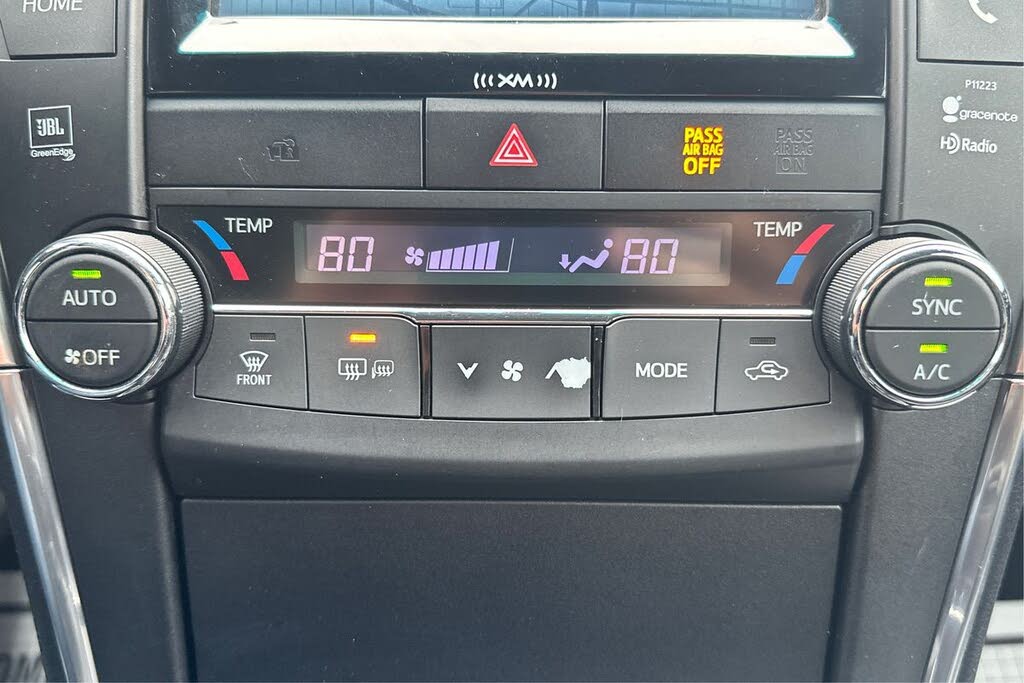 HOME
(((XM)))
P11223
JBL
GreenEdge
gracenote
HD Radio
PASS
AIR BAG
OFF
PASS
AIR BAG
ON
TEMP
TEMP
80
80
AUTO
OFF
SYNC
A/C
FRONT
MODE